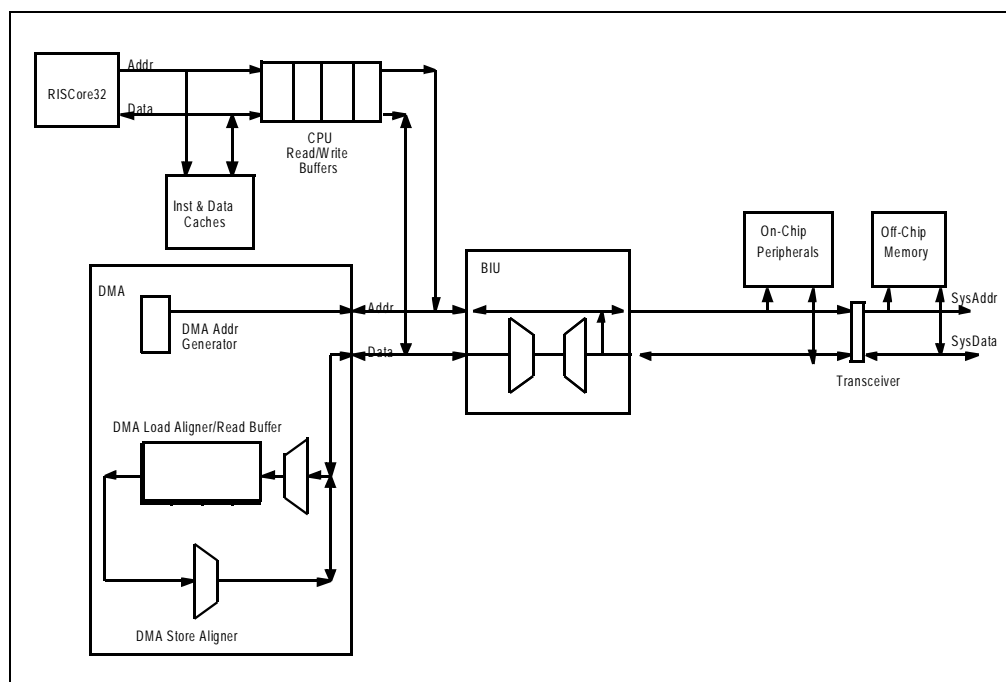 Addr
RISCore32
Data
CPU
Read/Write
Buffers
Inst & Data
Caches
On-Chip
Peripherals
Off-Chip
Memory
BIU
DMA
Addr
SysAddr
DMA Addr
Generator
Data
SysData
Transceiver
DMA Load Aligner/Read Buffer
DMA Store Aligner